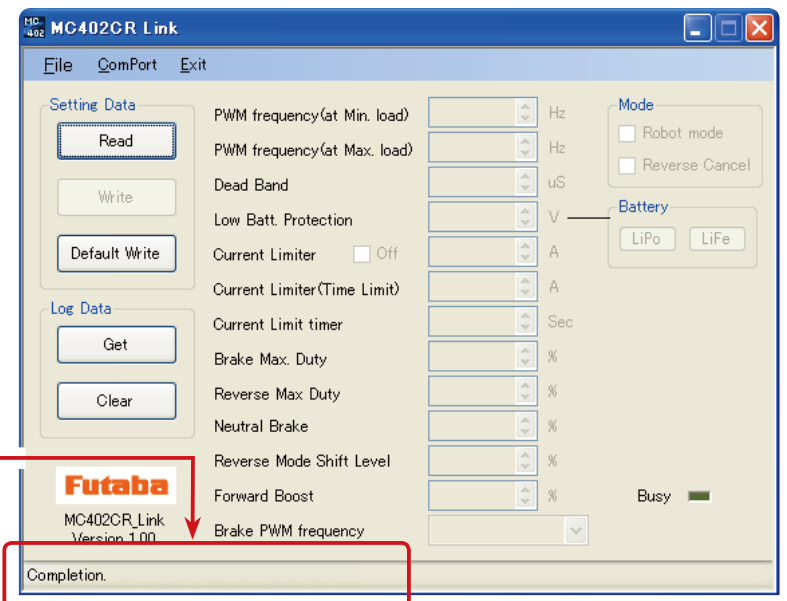 MC402CR Link
File ComPort Exit
Setting Data
Read
Write
Default Write
Log Data
Get
Clear
Futaba
MC402CR_Link
Version 1.00
PWM frequency(at Min. load) Hz
PWM frequency(at Max. load) Hz
Dead Band uS
Low Batt. Protection V
Current Limiter Off A
Current Limiter(Time Limit) A
Current Limit timer Sec
Brake Max. Duty %
Reverse Max Duty %
Neutral Brake %
Reverse Mode Shift Level %
Forward Boost %
Brake PWM frequency
Mode
Robot mode
Reverse Cancel
Battery
LiPo LiFe
Busy
Completion.
MC
402